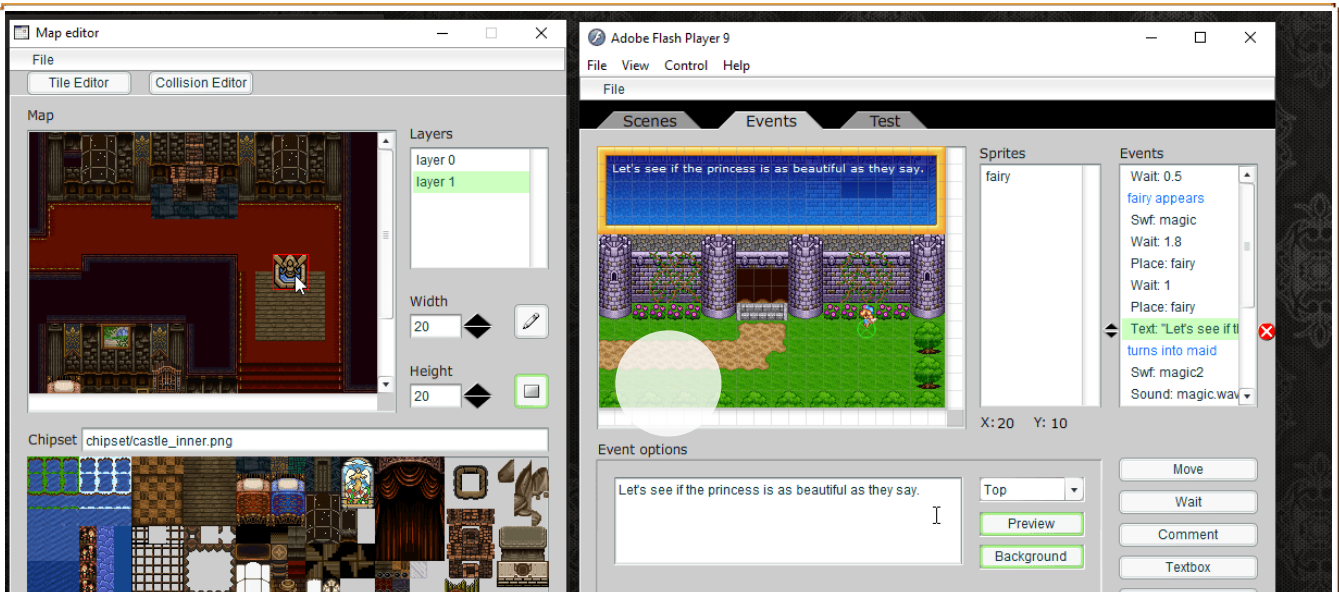 Map editor
File
Tile Editor
Collision Editor
Map
Layers
layer 0
layer 1
Width
20
Height
20
Chipset
chipset/castle_inner.png
Adobe Flash Player 9
File View Control Help
File
Scenes
Events
Test
Let's see if the princess is as beautiful as they say.
Sprites
fairy
Events
Wait: 0.5
fairy appears
Swf: magic
Wait: 1.8
Place: fairy
Wait: 1
Place: fairy
Text: "Let's see if
turns into maid
Swf: magic2
Sound: magic.wav
X: 20 Y: 10
Event options
Let's see if the princess is as beautiful as they say.
Top
Preview
Background
Move
Wait
Comment
Textbox